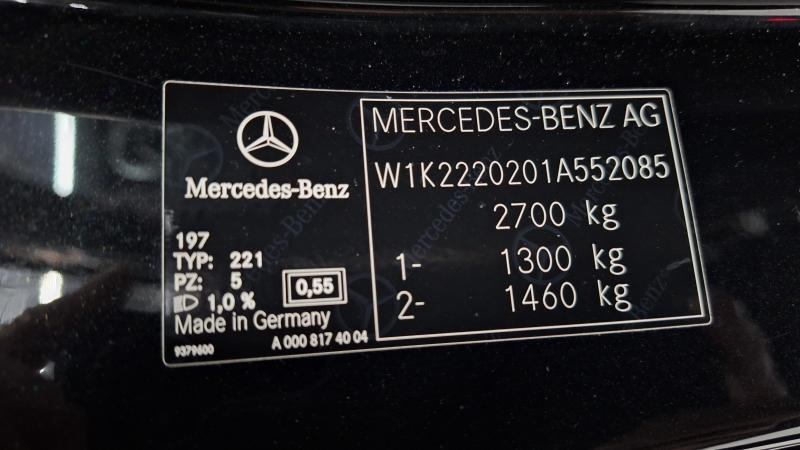 Mercedes-Benz
197
TYP: 221
PZ: 5
1,0 %
0,55
Made in Germany
9379600
A 000 817 40 04
MERCEDES-BENZ AG
W1K2220201A552085
2700 kg
1- 1300 kg
2- 1460 kg